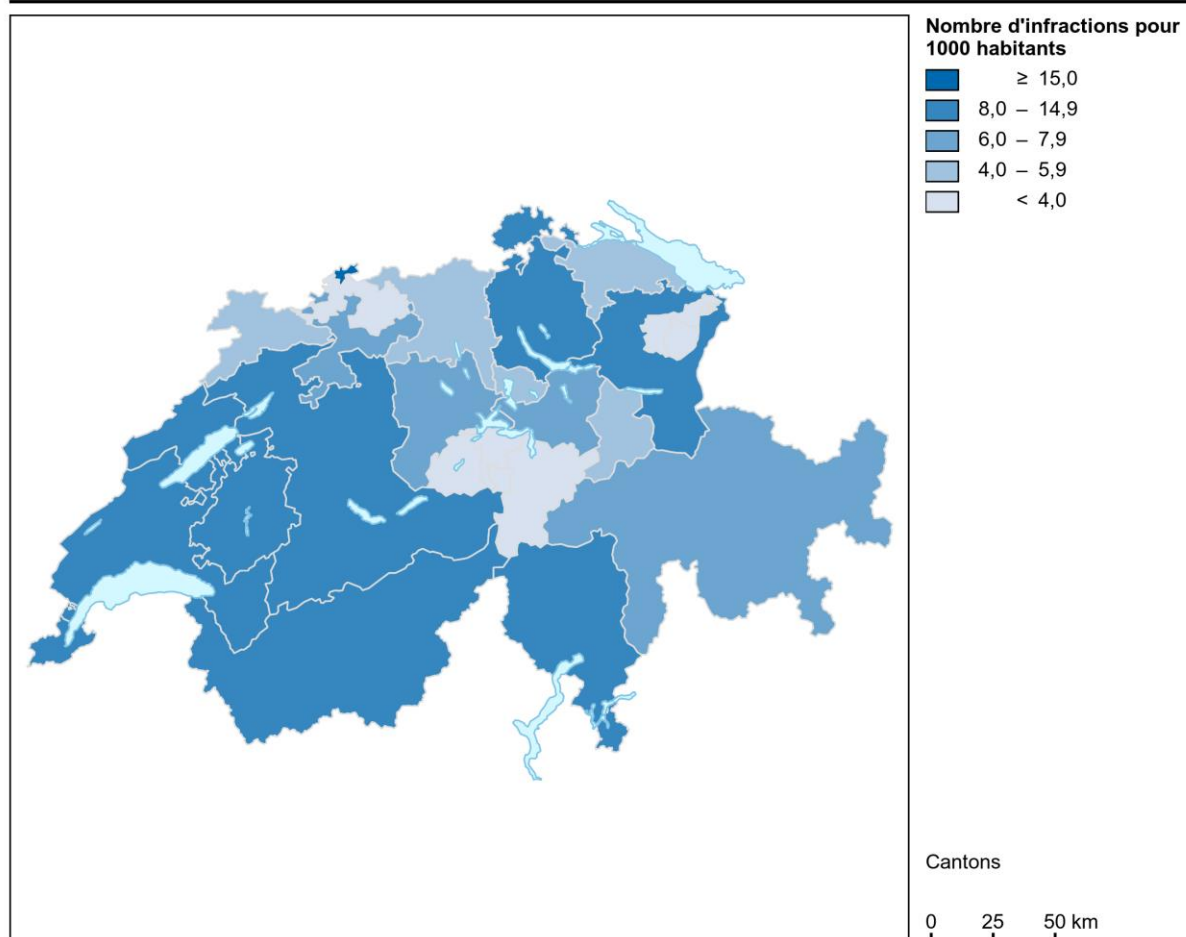 Nombre d'infractions pour
1000 habitants
≥ 15,0
8,0 – 14,9
6,0 – 7,9
4,0 – 5,9
< 4,0
Cantons
0 25 50 km